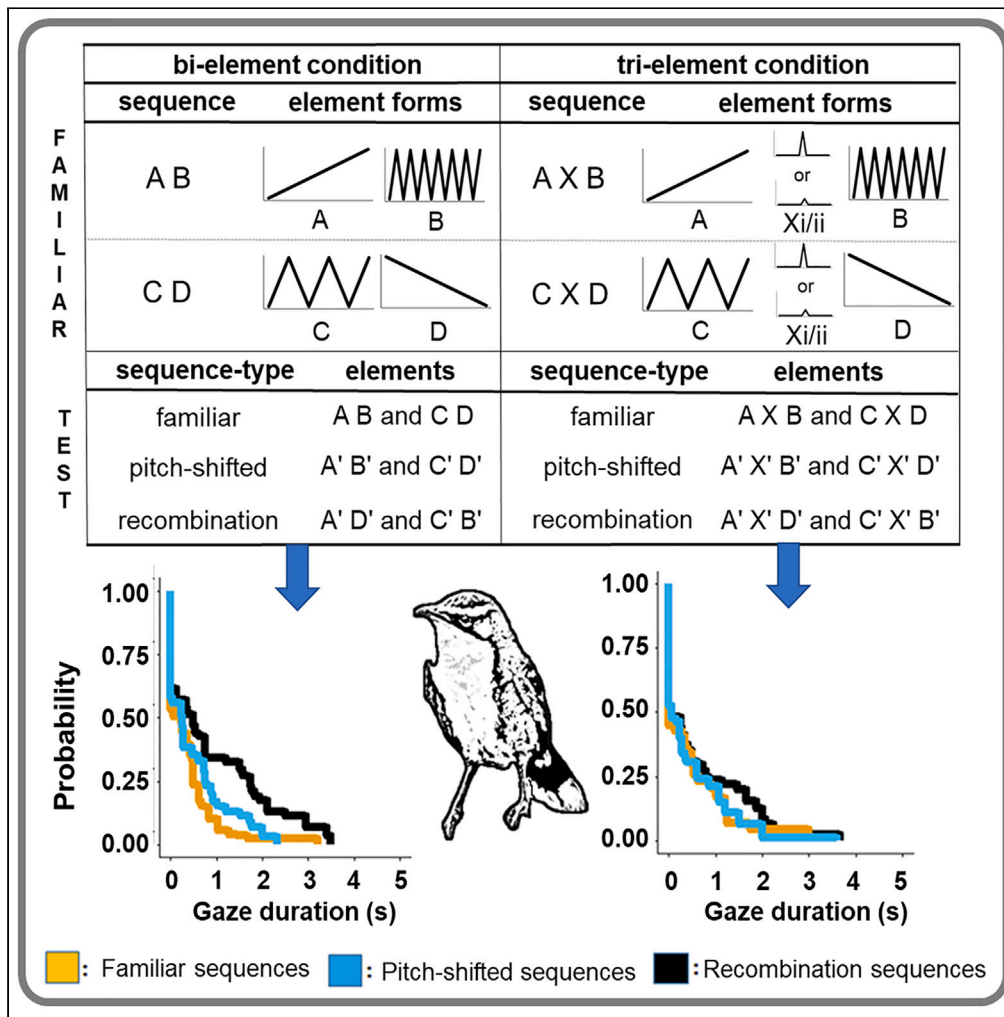 bi-element condition tri-element condition
sequence element forms sequence element forms
FAMILIAR
A B A B
A X B A or Xi/ii B
C D C D
C X D C or Xi/ii D
sequence-type elements sequence-type elements
TEST
familiar A B and C D familiar A X B and C X D
pitch-shifted A' B' and C' D' pitch-shifted A' X' B' and C' X' D'
recombination A' D' and C' B' recombination A' X' D' and C' X' B'
Probability
1.00
0.75
0.50
0.25
0.00
0 1 2 3 4 5
Gaze duration (s)
1.00
0.75
0.50
0.25
0.00
0 1 2 3 4 5
Gaze duration (s)
: Familiar sequences : Pitch-shifted sequences : Recombination sequences